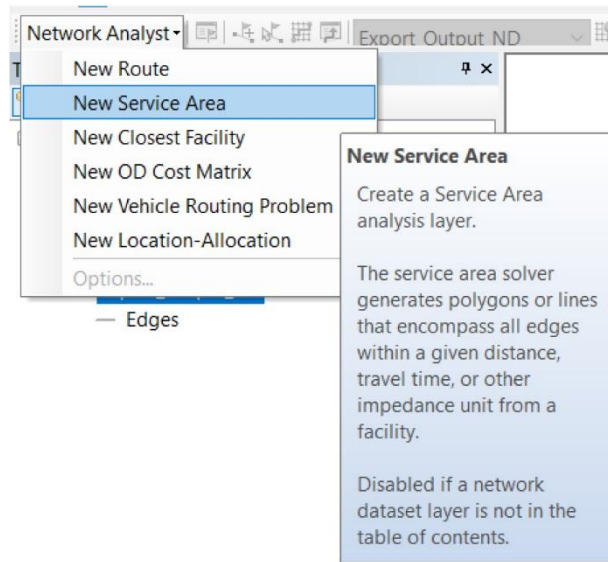 Network Analyst
Export_Output_ND
T
New Route
New Service Area
New Closest Facility
New OD Cost Matrix
New Vehicle Routing Problem
New Location-Allocation
Options...
Edges
New Service Area
Create a Service Area
analysis layer.
The service area solver
generates polygons or lines
that encompass all edges
within a given distance,
travel time, or other
impedance unit from a
facility.
Disabled if a network
dataset layer is not in the
table of contents.